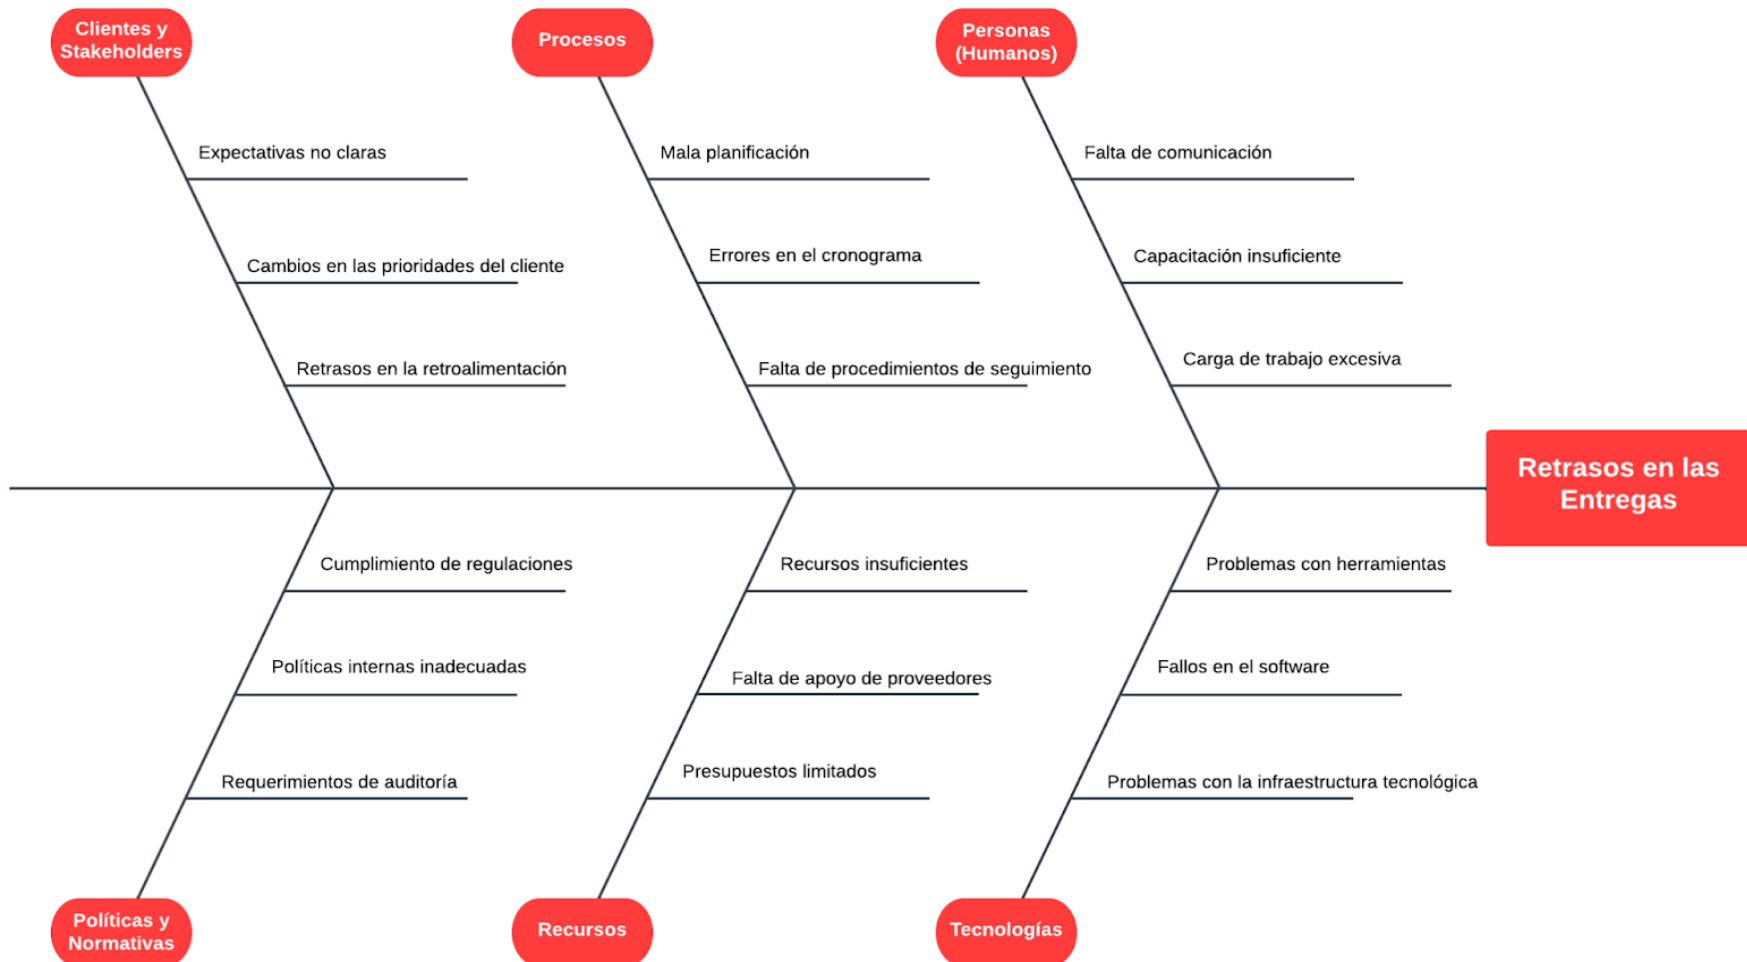 Clientes y
Stakeholders
Procesos
Personas
(Humanos)
Expectativas no claras
Mala planificación
Falta de comunicación
Cambios en las prioridades del cliente
Errores en el cronograma
Capacitación insuficiente
Retrasos en la retroalimentación
Falta de procedimientos de seguimiento
Carga de trabajo excesiva
Retrasos en las
Entregas
Cumplimiento de regulaciones
Recursos insuficientes
Problemas con herramientas
Políticas internas inadecuadas
Falta de apoyo de proveedores
Fallos en el software
Requerimientos de auditoría
Presupuestos limitados
Problemas con la infraestructura tecnológica
Políticas y
Normativas
Recursos
Tecnologías